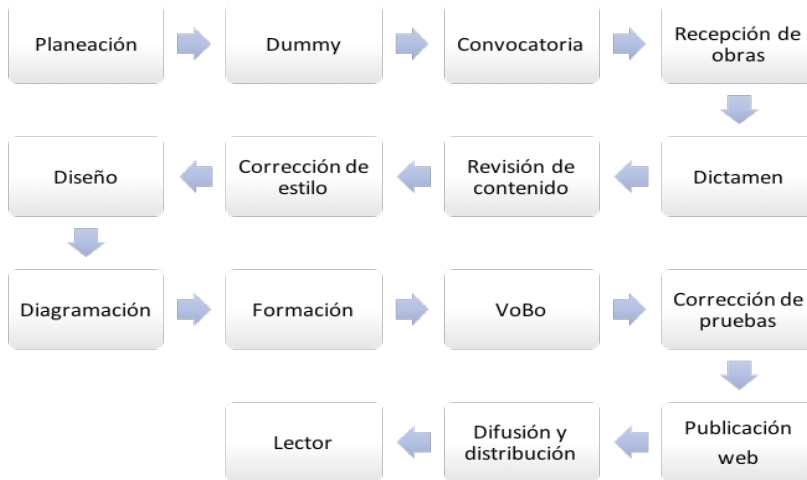 Planeación
Dummy
Convocatoria
Recepción de
obras
Dictamen
Revisión de
contenido
Corrección de
estilo
Diseño
Diagramación
Formación
VoBo
Corrección de
pruebas
Publicación
web
Difusión y
distribución
Lector